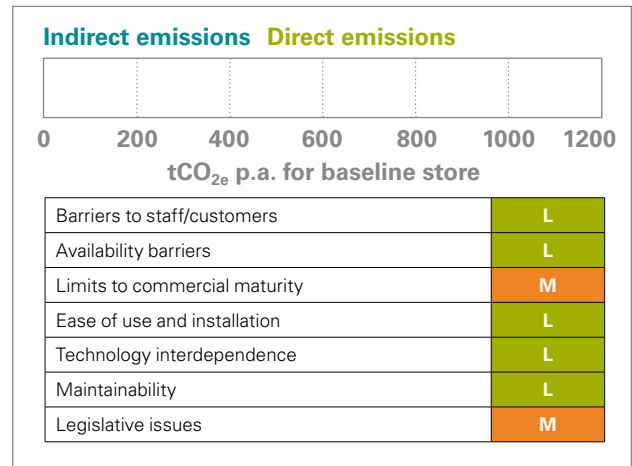 Indirect emissions Direct emissions
0 200 400 600 800 1000 1200
tCO2e p.a. for baseline store
Barriers to staff/customers L
Availability barriers L
Limits to commercial maturity M
Ease of use and installation L
Technology interdependence L
Maintainability L
Legislative issues M